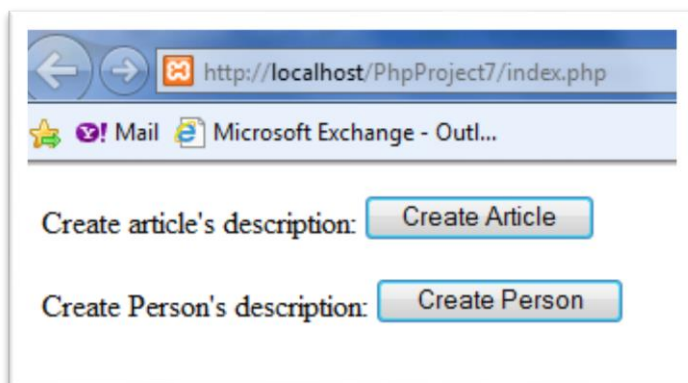 http://localhost/PhpProject7/index.php
Y! Mail Microsoft Exchange - Outl...
Create article's description: Create Article
Create Person's description: Create Person